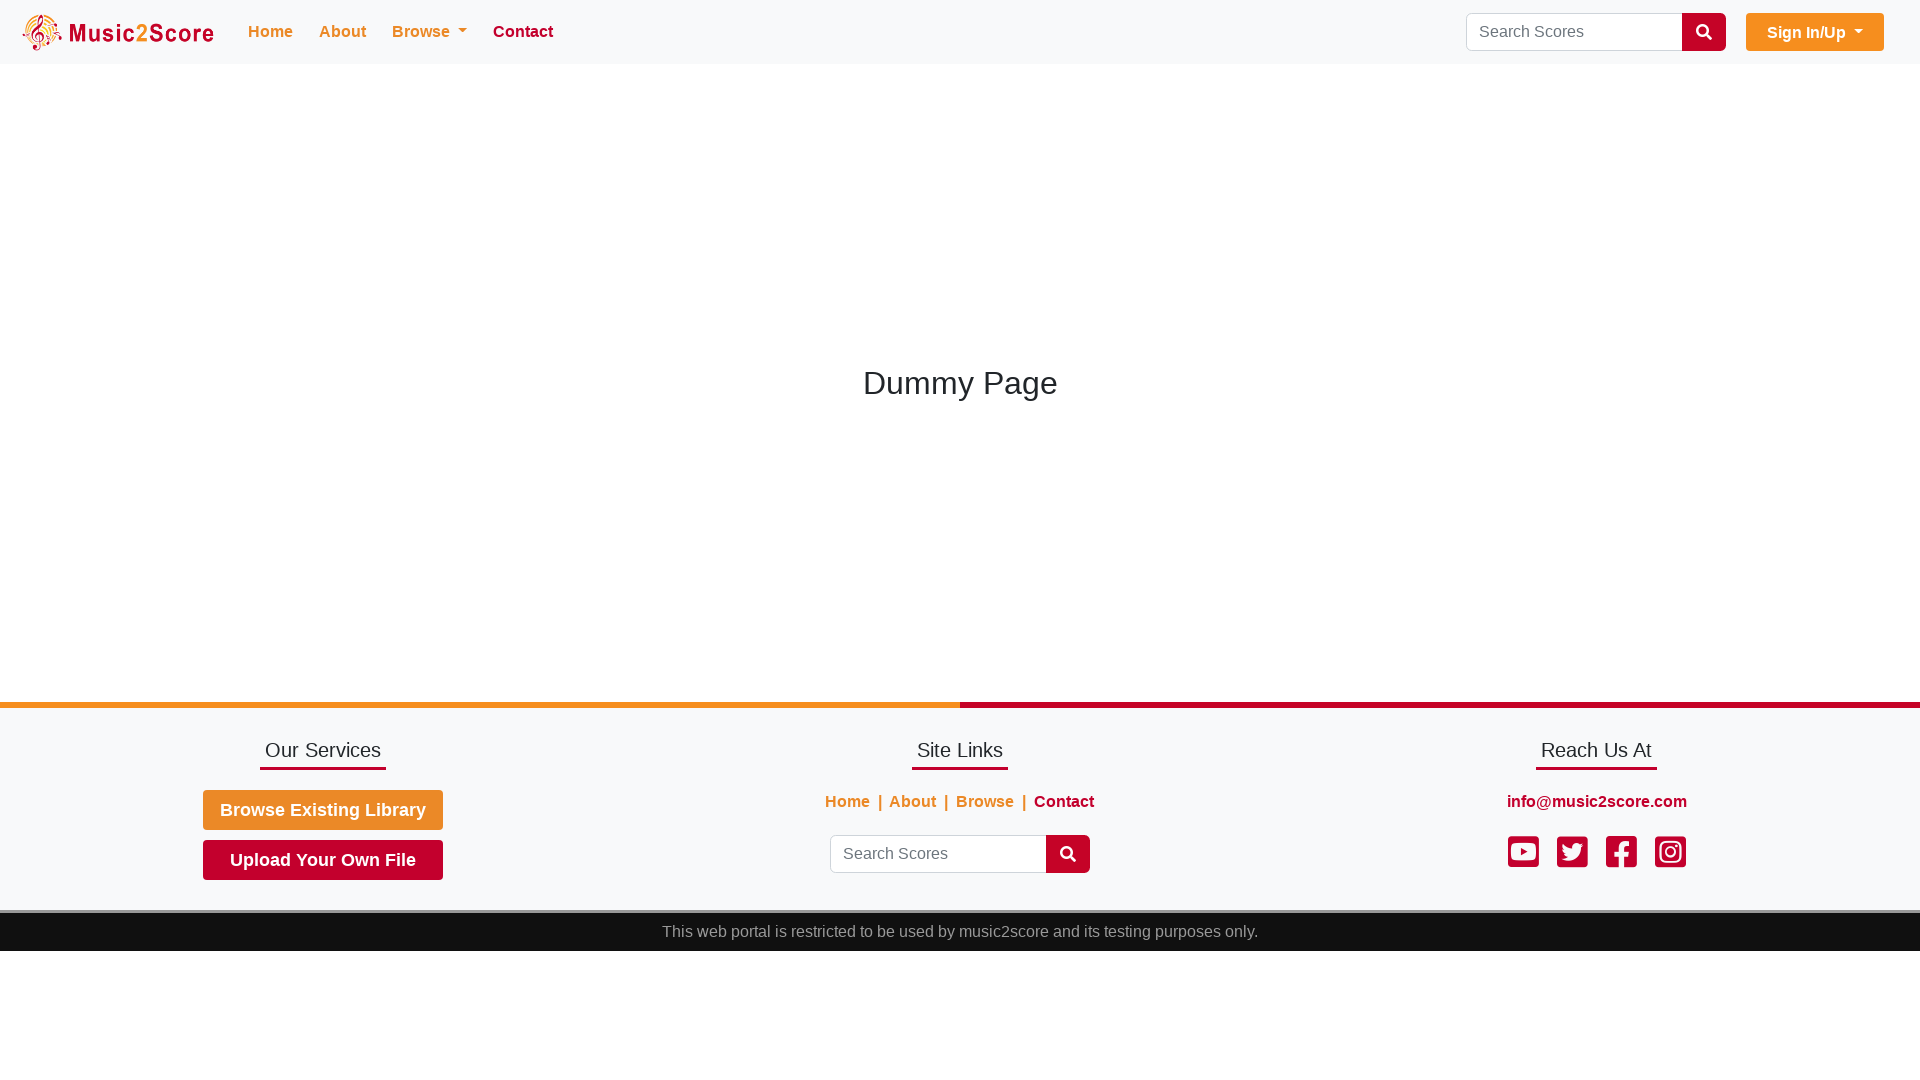 Music2Score
Home About Browse Contact
Search Scores
Sign In/Up
Dummy Page
Our Services
Browse Existing Library
Upload Your Own File
Site Links
Home | About | Browse | Contact
Search Scores
Reach Us At
info@music2score.com
This web portal is restricted to be used by music2score and its testing purposes only.